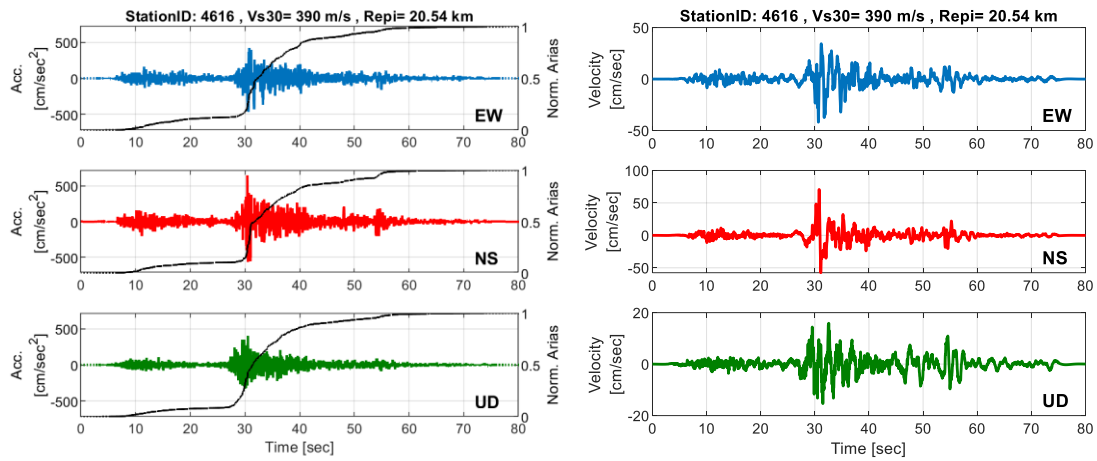 StationID: 4616 , Vs30= 390 m/s , Repi= 20.54 km
Acc.
[cm/sec²]
500
0
-500
1
0.5
0
Norm. Arias
EW
0 10 20 30 40 50 60 70 80
Acc.
[cm/sec²]
500
0
-500
1
0.5
0
Norm. Arias
NS
0 10 20 30 40 50 60 70 80
Acc.
[cm/sec²]
500
0
-500
1
0.5
0
Norm. Arias
UD
0 10 20 30 40 50 60 70 80
Time [sec]
StationID: 4616 , Vs30= 390 m/s , Repi= 20.54 km
Velocity
[cm/sec]
50
0
-50
EW
0 10 20 30 40 50 60 70 80
Velocity
[cm/sec]
100
50
0
-50
NS
0 10 20 30 40 50 60 70 80
Velocity
[cm/sec]
20
0
-20
UD
0 10 20 30 40 50 60 70 80
Time [sec]